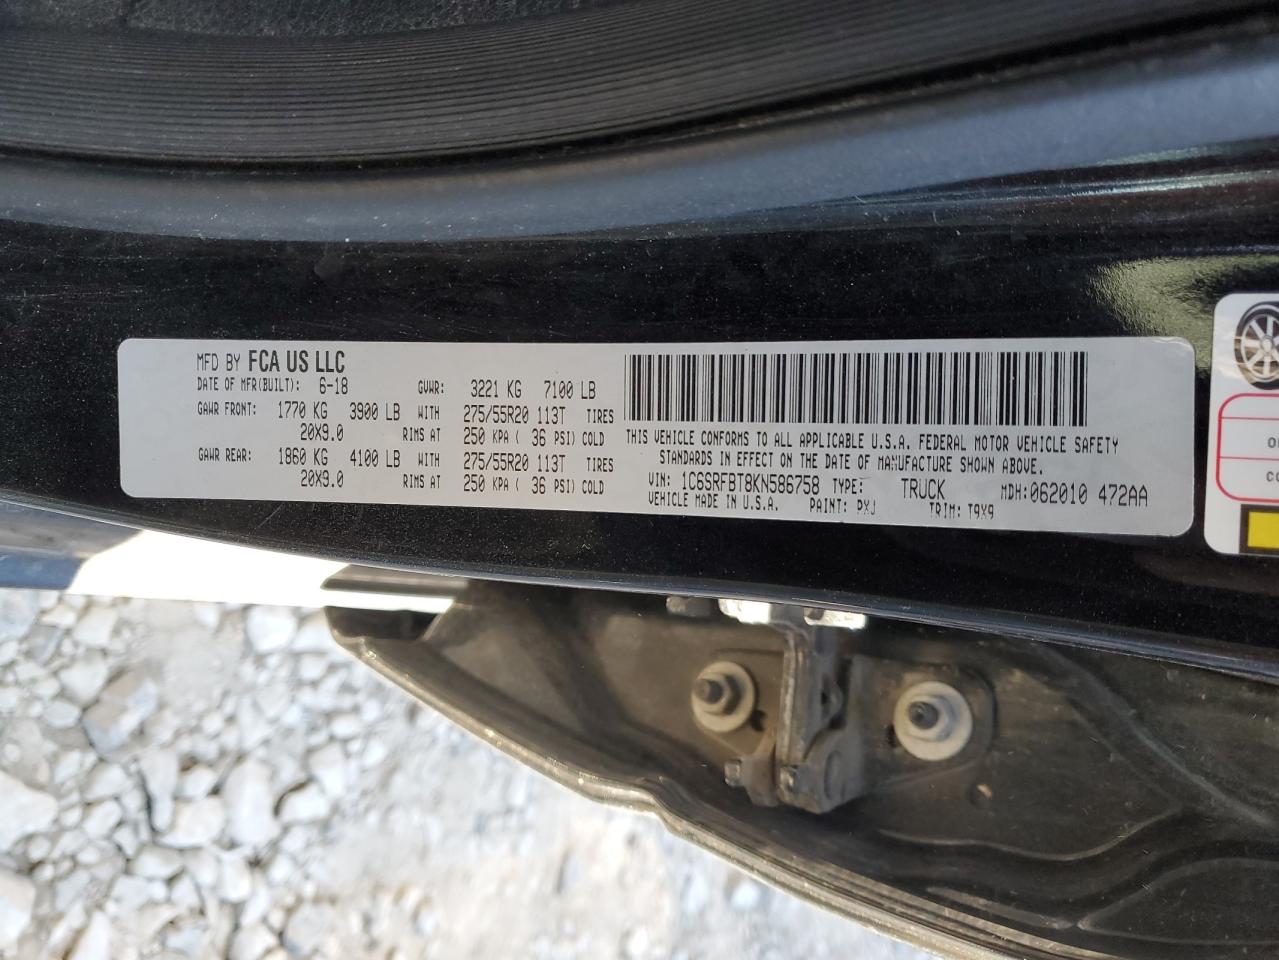 MFD BY FCA US LLC
DATE OF MFR(BUILT): 6-18 GVWR: 3221 KG 7100 LB
GAWR FRONT: 1770 KG 3900 LB WITH 275/55R20 113T TIRES
20X9.0 RIMS AT 250 KPA ( 36 PSI) COLD
GAWR REAR: 1860 KG 4100 LB WITH 275/55R20 113T TIRES
20X9.0 RIMS AT 250 KPA ( 36 PSI) COLD
THIS VEHICLE CONFORMS TO ALL APPLICABLE U.S.A. FEDERAL MOTOR VEHICLE SAFETY
STANDARDS IN EFFECT ON THE DATE OF MANUFACTURE SHOWN ABOVE.
VIN: 1C6SRFBT8KN586758 TYPE: TRUCK MDH: 062010 472AA
VEHICLE MADE IN U.S.A. PAINT: PXJ TRIM: T9X9